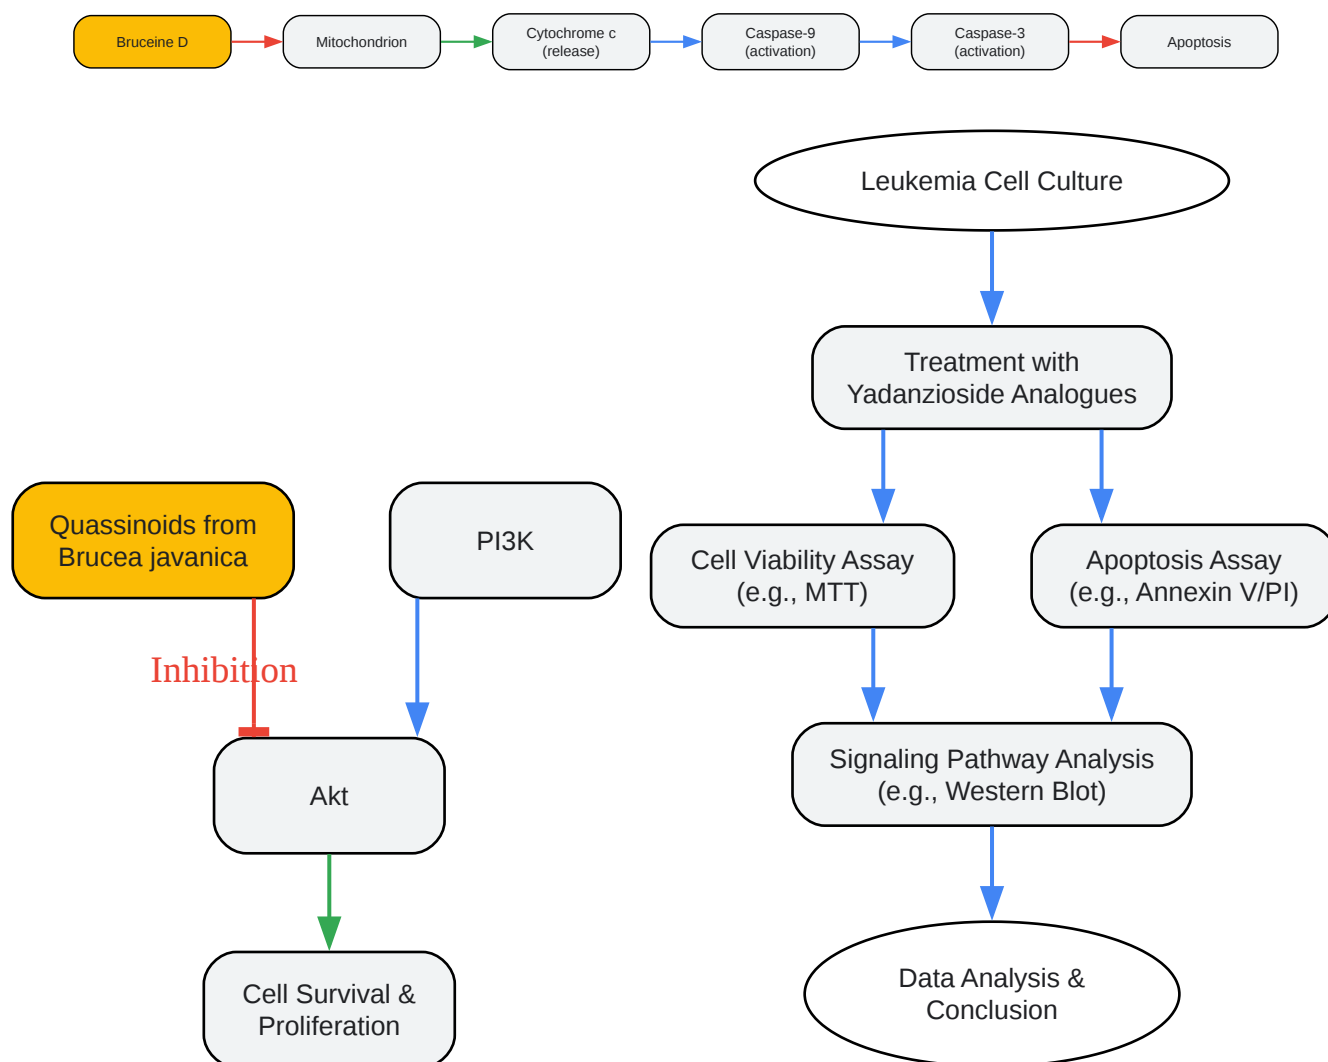 Bruceine D
Mitochondrion
Cytochrome c
(release)
Caspase-9
(activation)
Caspase-3
(activation)
Apoptosis
Leukemia Cell Culture
Treatment with
Yadanzioside Analogues
Quassinoids from
Brucea javanica
PI3K
Cell Viability Assay
(e.g., MTT)
Apoptosis Assay
(e.g., Annexin V/PI)
Inhibition
Akt
Signaling Pathway Analysis
(e.g., Western Blot)
Cell Survival &
Proliferation
Data Analysis &
Conclusion